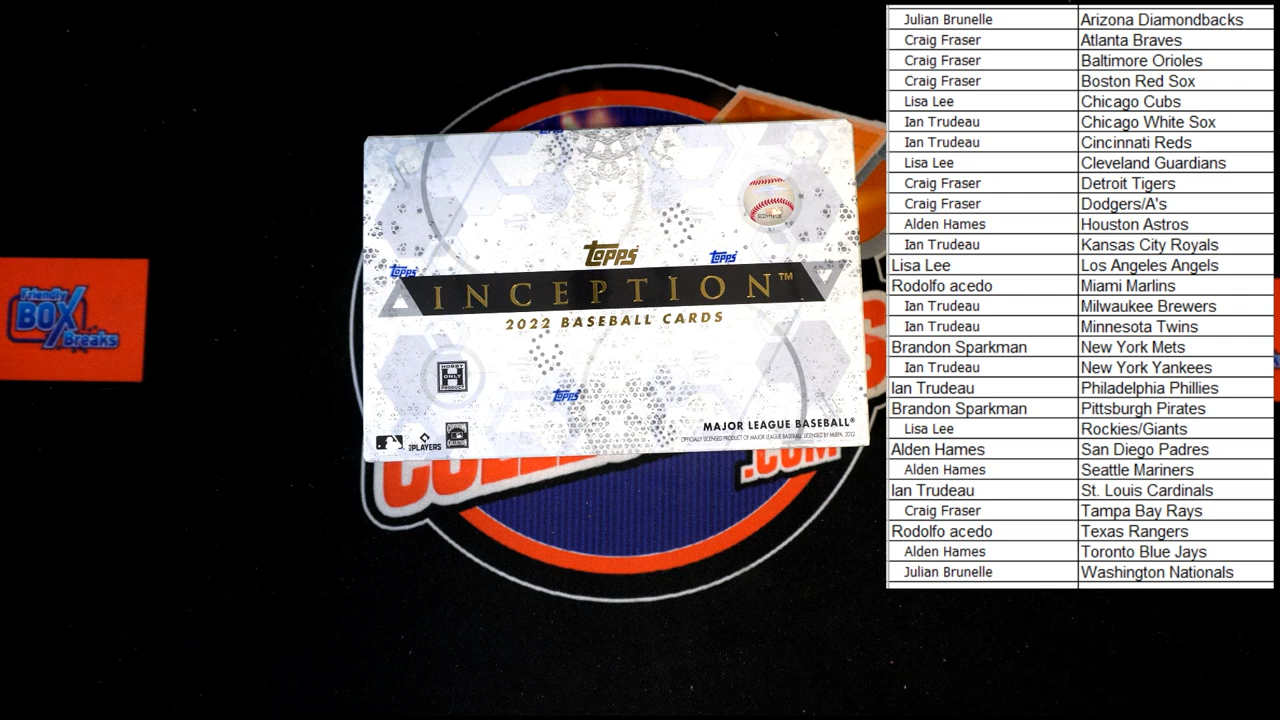 Friendly
BOX
Breaks
topps
topps
topps
INCEPTION™
2022 BASEBALL CARDS
HOBBY
ONLY
PRODUCT
topps
MAJOR LEAGUE BASEBALL®
PLAYERS
.COM
Julian Brunelle Arizona Diamondbacks
Craig Fraser Atlanta Braves
Craig Fraser Baltimore Orioles
Craig Fraser Boston Red Sox
Lisa Lee Chicago Cubs
Ian Trudeau Chicago White Sox
Ian Trudeau Cincinnati Reds
Lisa Lee Cleveland Guardians
Craig Fraser Detroit Tigers
Craig Fraser Dodgers/A's
Alden Hames Houston Astros
Ian Trudeau Kansas City Royals
Lisa Lee Los Angeles Angels
Rodolfo acedo Miami Marlins
Ian Trudeau Milwaukee Brewers
Ian Trudeau Minnesota Twins
Brandon Sparkman New York Mets
Ian Trudeau New York Yankees
Ian Trudeau Philadelphia Phillies
Brandon Sparkman Pittsburgh Pirates
Lisa Lee Rockies/Giants
Alden Hames San Diego Padres
Alden Hames Seattle Mariners
Ian Trudeau St. Louis Cardinals
Craig Fraser Tampa Bay Rays
Rodolfo acedo Texas Rangers
Alden Hames Toronto Blue Jays
Julian Brunelle Washington Nationals